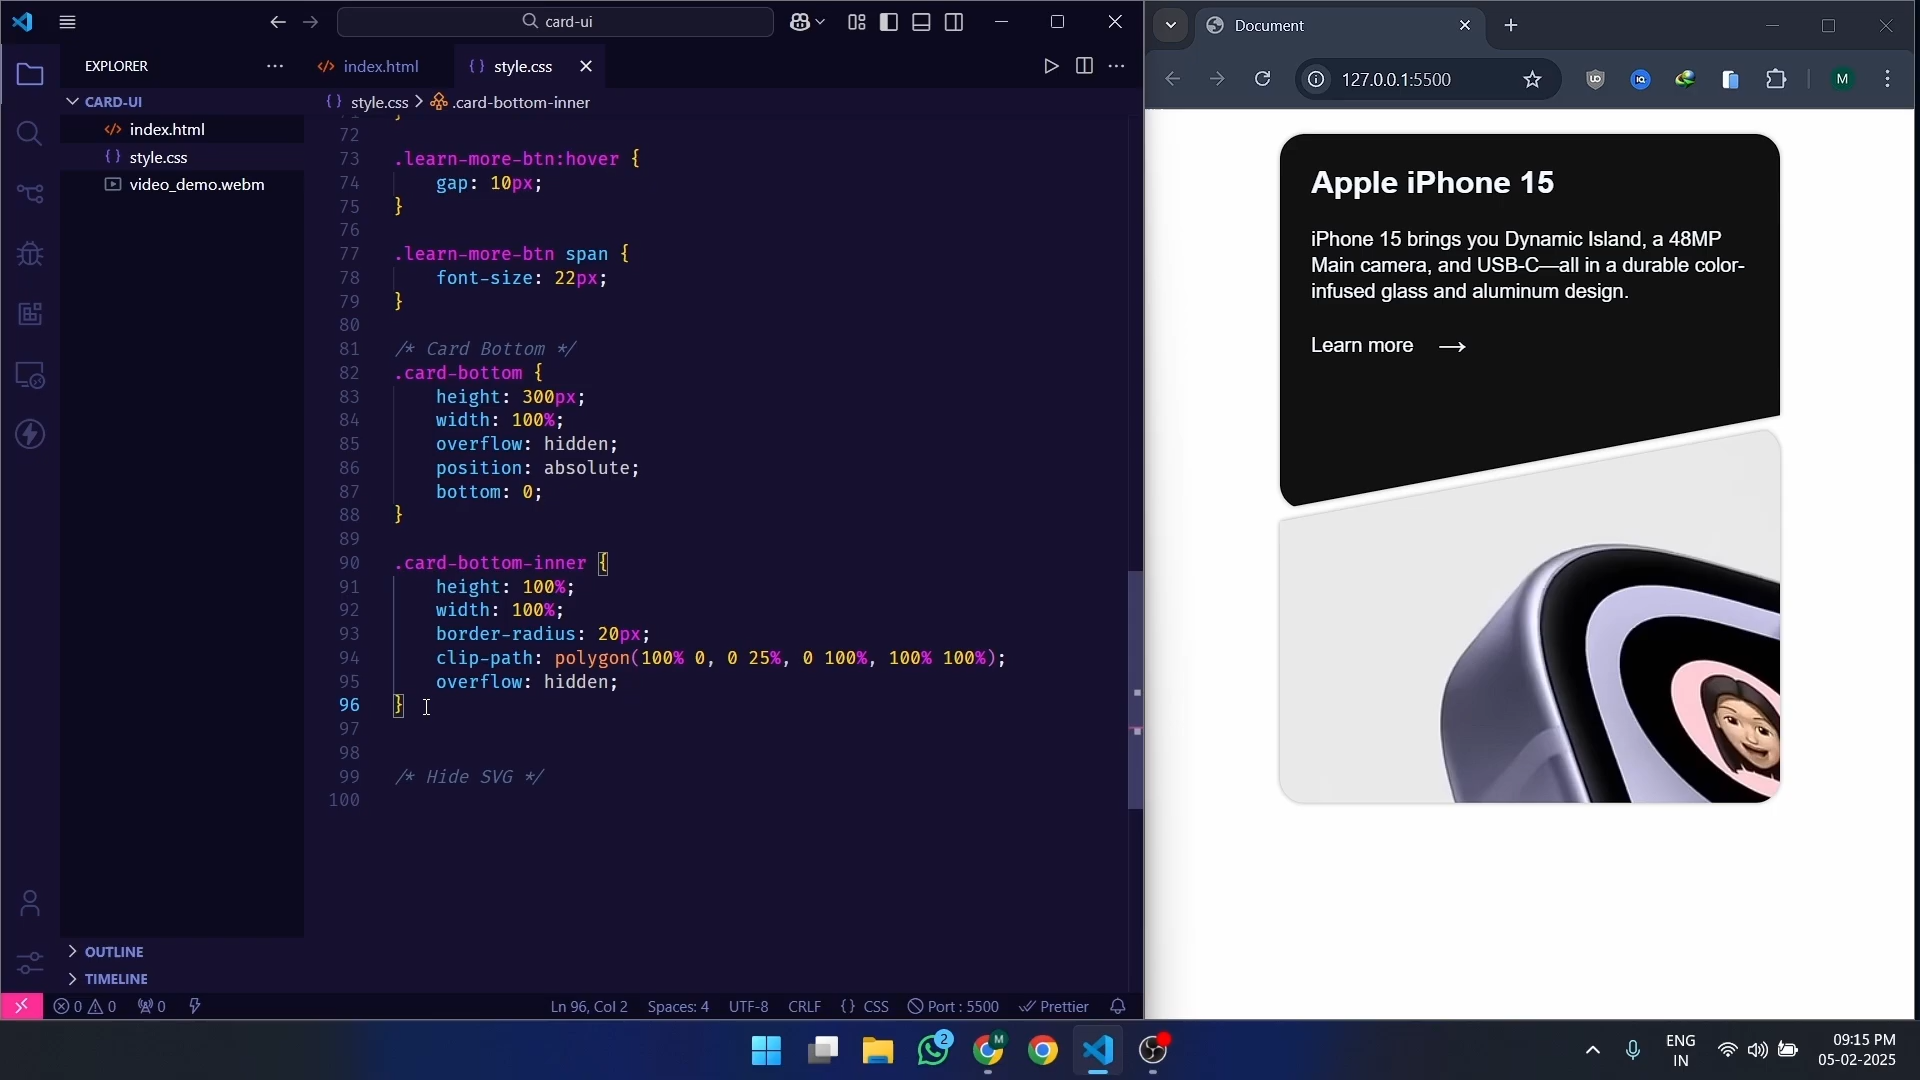 card-ui
EXPLORER
index.html
style.css
CARD-UI
index.html
style.css
video_demo.webm
style.css
.card-bottom-inner
72
73 .learn-more-btn:hover {
74 gap: 10px;
75 }
76
77 .learn-more-btn span {
78 font-size: 22px;
79 }
80
81 /* Card Bottom */
82 .card-bottom {
83 height: 300px;
84 width: 100%;
85 overflow: hidden;
86 position: absolute;
87 bottom: 0;
88 }
89
90 .card-bottom-inner {
91 height: 100%;
92 width: 100%;
93 border-radius: 20px;
94 clip-path: polygon(100% 0, 0 25%, 0 100%, 100% 100%);
95 overflow: hidden;
96 }
97
98
99 /* Hide SVG */
100
OUTLINE
TIMELINE
0 0 0 Ln 96, Col 2 Spaces: 4 UTF-8 CRLF {} CSS Port : 5500 Prettier
Document
127.0.0.1:5500
M
Apple iPhone 15
iPhone 15 brings you Dynamic Island, a 48MP
Main camera, and USB-C—all in a durable color-
infused glass and aluminum design.
Learn more
2
M
ENG
IN
09:15 PM
05-02-2025